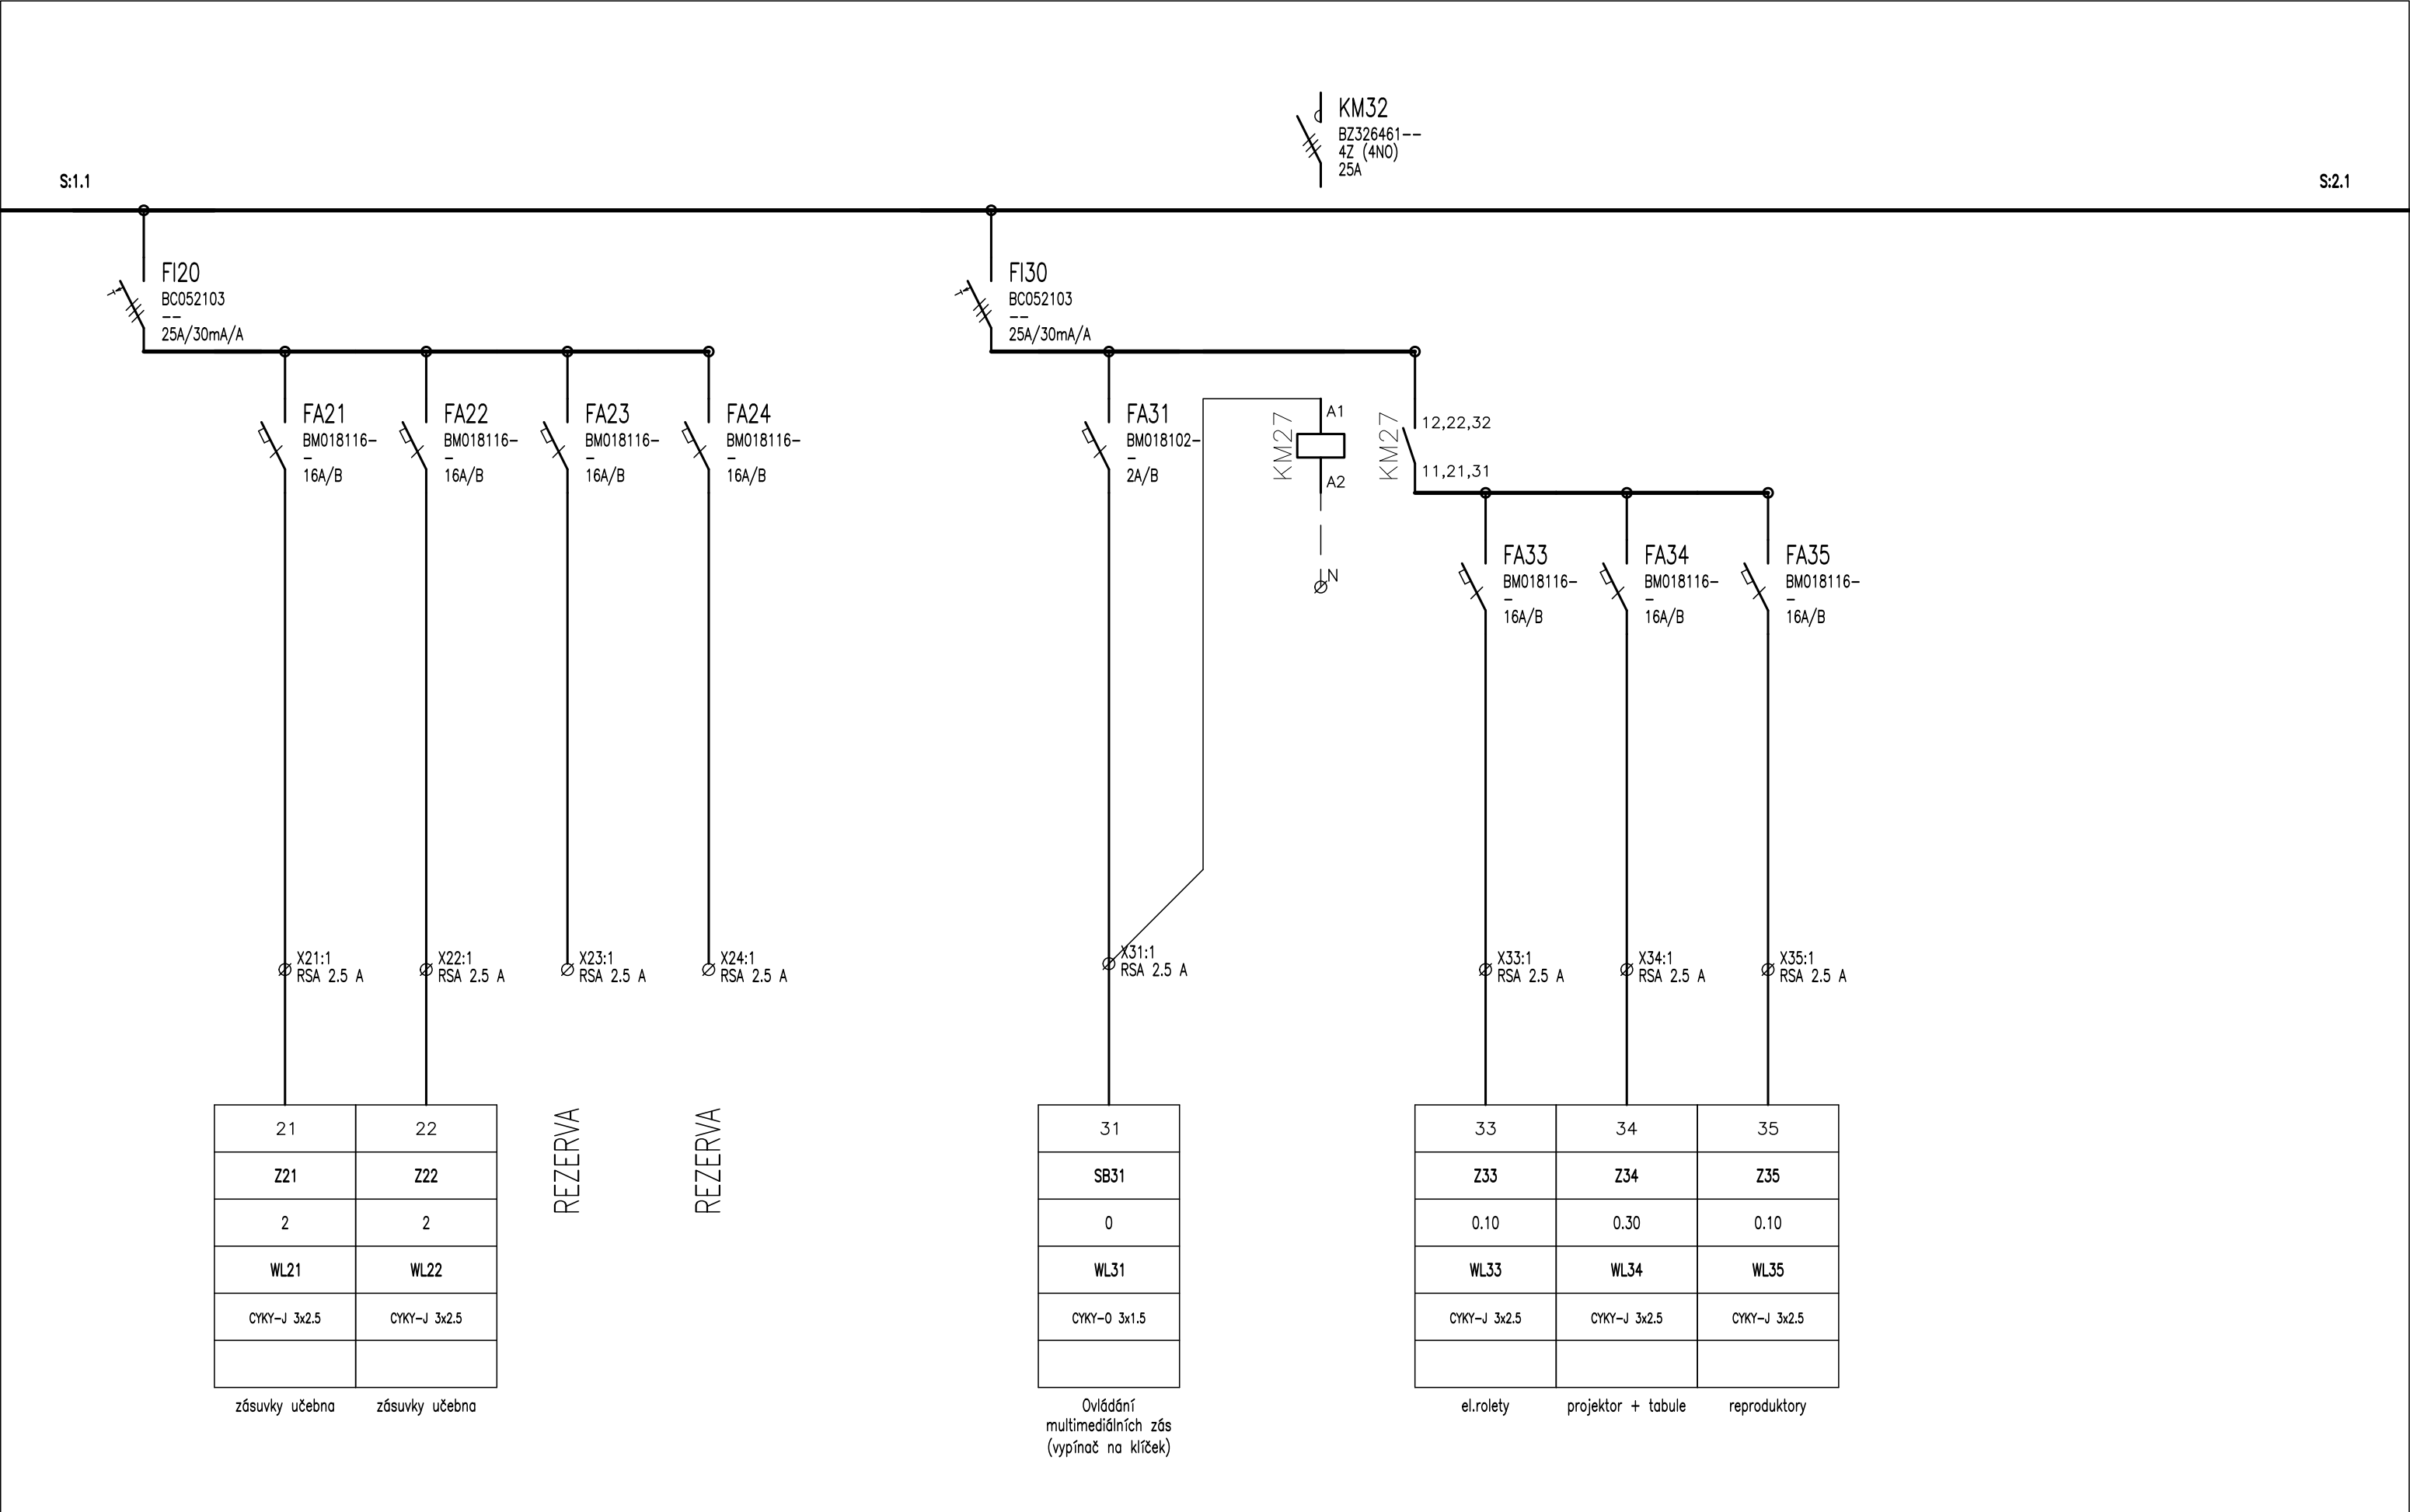 KM32
BZ326461--
4Z (4NO)
25A
S:1.1
S:2.1
FI20
BC052103
--
25A/30mA/A
FI30
BC052103
--
25A/30mA/A
FA21
BM018116-
-
16A/B
FA22
BM018116-
-
16A/B
FA23
BM018116-
-
16A/B
FA24
BM018116-
-
16A/B
FA31
BM018102-
-
2A/B
KM27
A1
A2
N
KM27
12,22,32
11,21,31
FA33
BM018116-
-
16A/B
FA34
BM018116-
-
16A/B
FA35
BM018116-
-
16A/B
X21:1
RSA 2.5 A
X22:1
RSA 2.5 A
X23:1
RSA 2.5 A
X24:1
RSA 2.5 A
X31:1
RSA 2.5 A
X33:1
RSA 2.5 A
X34:1
RSA 2.5 A
X35:1
RSA 2.5 A
21 22
Z21 Z22
2 2
WL21 WL22
CYKY-J 3x2.5 CYKY-J 3x2.5
zásuvky učebna zásuvky učebna
REZERVA
REZERVA
31
SB31
0
WL31
CYKY-O 3x1.5
Ovládání
multimediálních zás
(vypínač na klíček)
33 34 35
Z33 Z34 Z35
0.10 0.30 0.10
WL33 WL34 WL35
CYKY-J 3x2.5 CYKY-J 3x2.5 CYKY-J 3x2.5
el.rolety projektor + tabule reproduktory